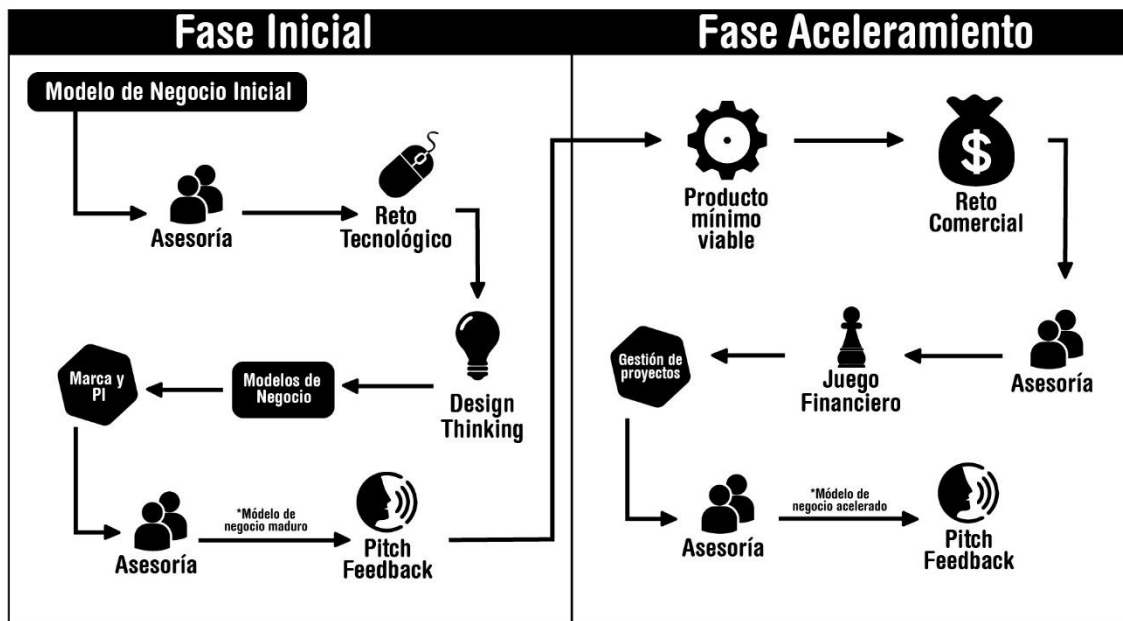 Fase Inicial
Modelo de Negocio Inicial
Asesoría
Reto
Tecnológico
Design
Thinking
Modelos de
Negocio
Marca y
PI
Asesoría
*Módelo de
negocio maduro
Pitch
Feedback
Fase Aceleramiento
Producto
mínimo
viable
$
Reto
Comercial
Asesoría
Juego
Financiero
Gestión de
proyectos
Asesoría
*Módelo de
negocio acelerado
Pitch
Feedback